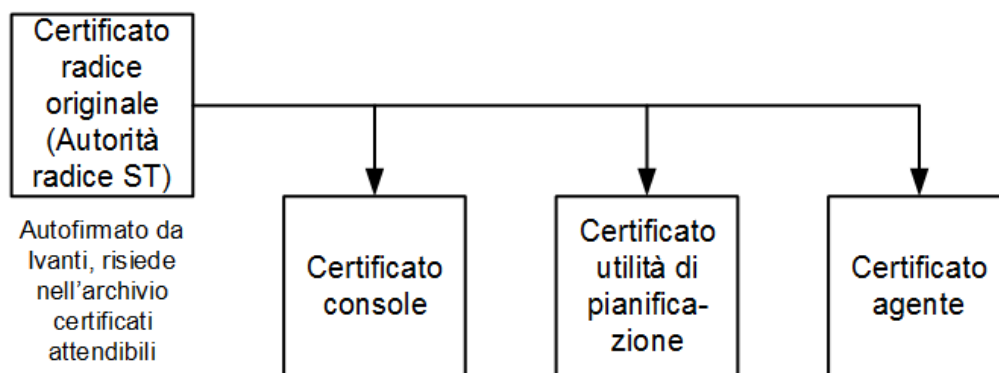 Certificato
radice
originale
(Autorità
radice ST)
Autofirmato da
Ivanti, risiede
nell'archivio
certificati
attendibili
Certificato
console
Certificato
utilità di
pianifica-
zione
Certificato
agente